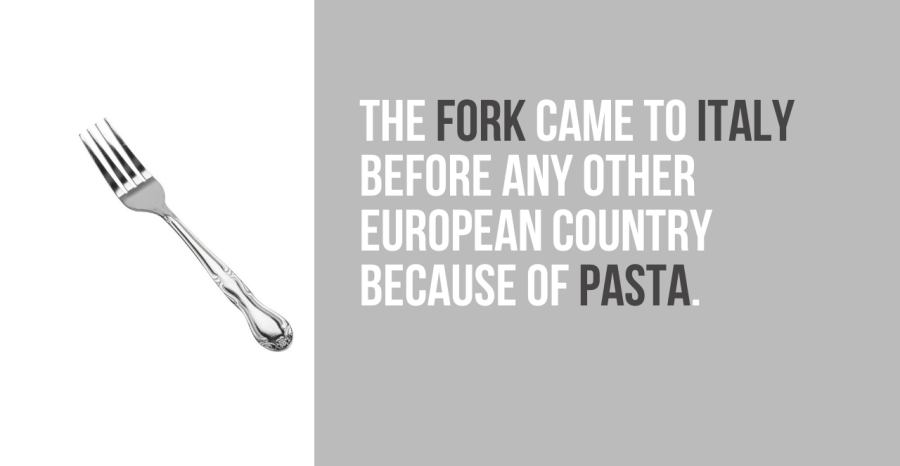 THE FORK CAME TO ITALY
BEFORE ANY OTHER
EUROPEAN COUNTRY
BECAUSE OF PASTA.